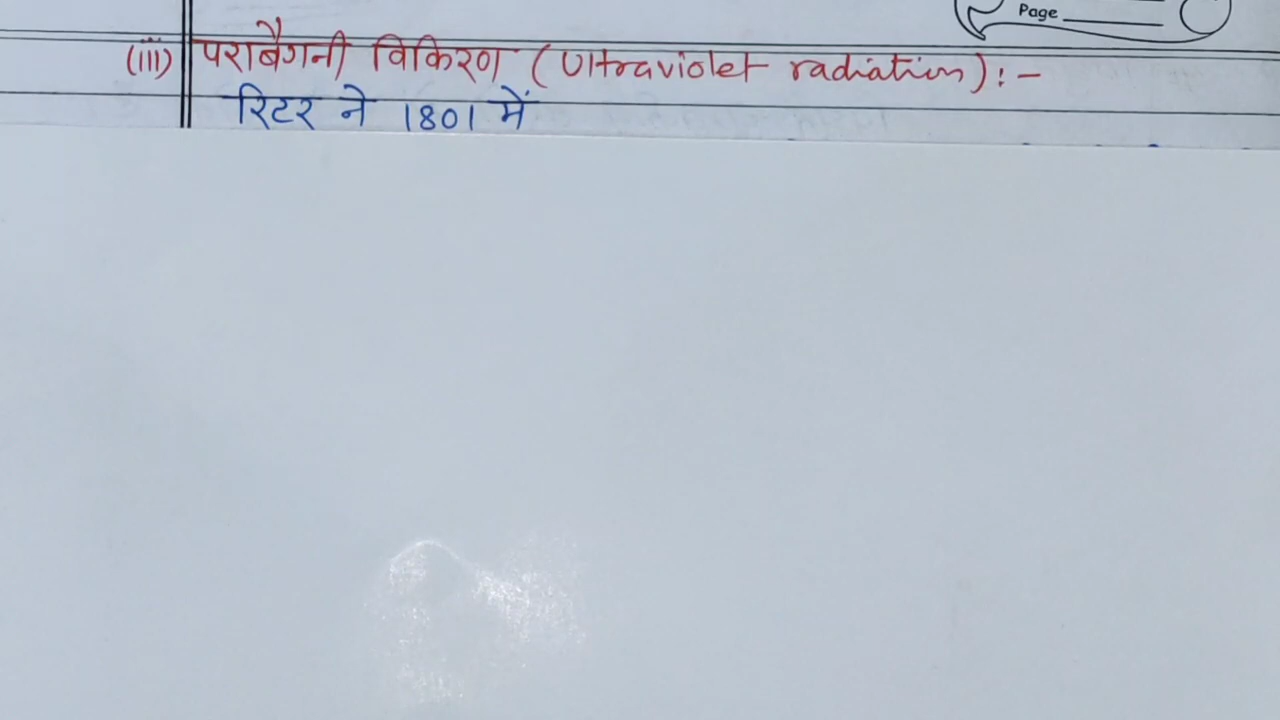 Page
(iii) पराबैगनी विकिरण (Ultraviolet radiation) :-
रिटर ने 1801 में